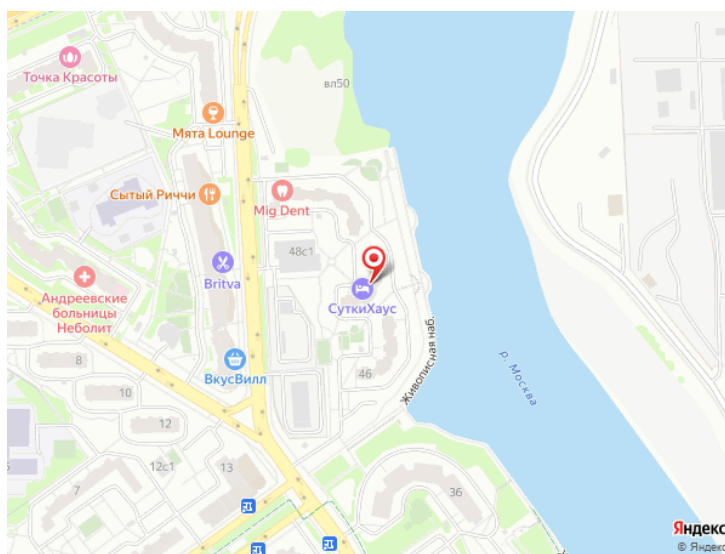 Точка Красоты
вл50
Мята Lounge
Сытый Риччи
Mig Dent
48с1
Britva
Андреевские
больницы
Неболит
СуткиХаус
Живописная наб.
р. Москва
ВкусВилл
8
10
46
12
12с1
13
7
36
Яндекс
© Яндекс